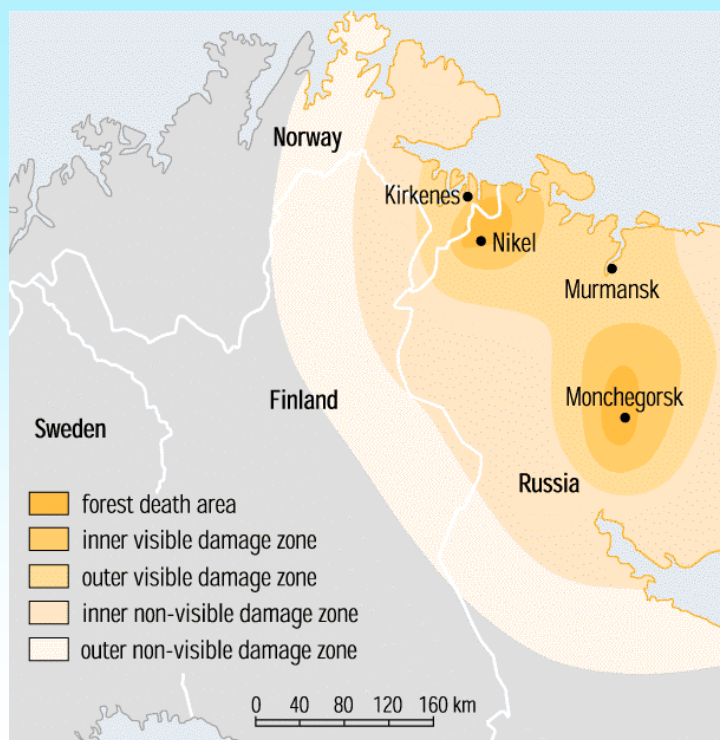 Norway
Kirkenes
Nikel
Murmansk
Finland
Monchegorsk
Sweden
Russia
forest death area
inner visible damage zone
outer visible damage zone
inner non-visible damage zone
outer non-visible damage zone
0 40 80 120 160 km